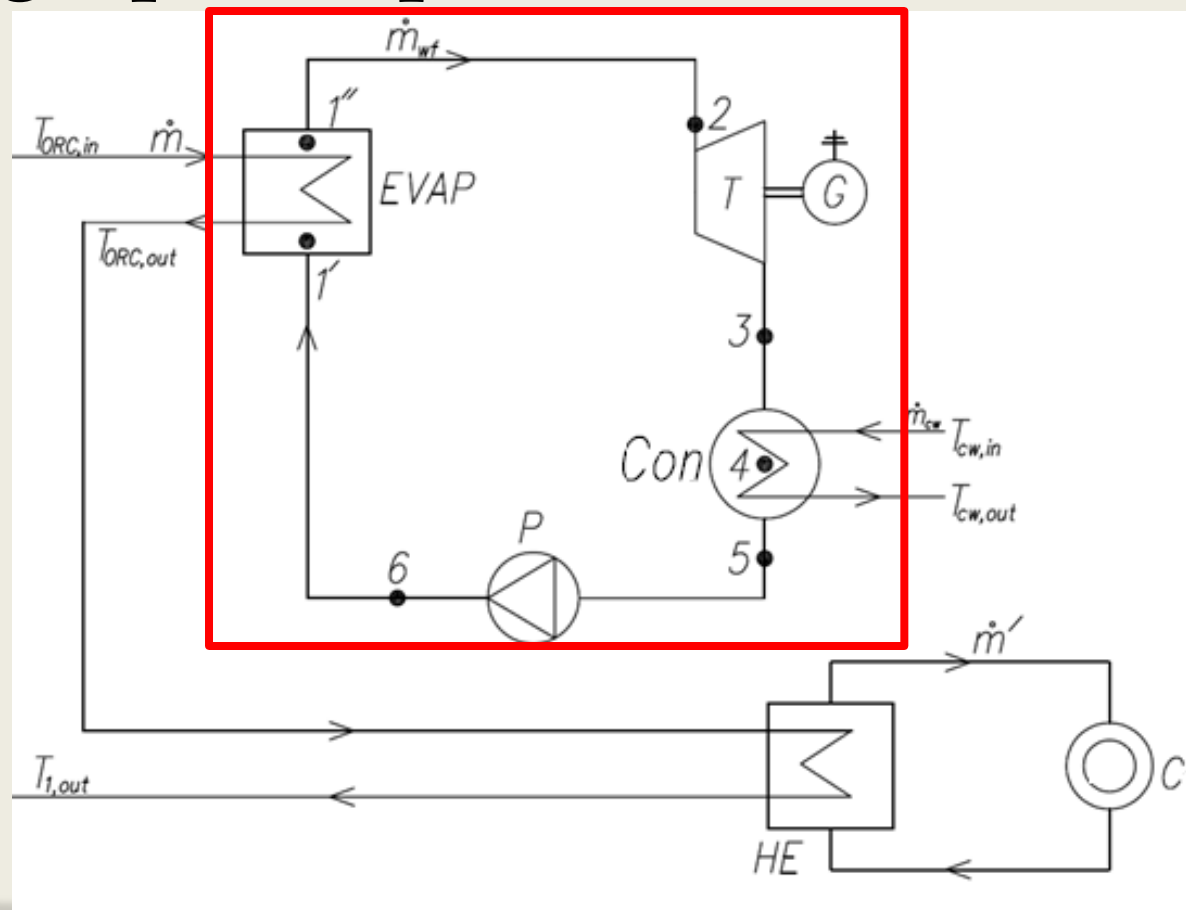 ṁwf
1″
2
TORC,in
ṁ
EVAP
T
G
TORC,out
1′
3
ṁcw
Tcw,in
Con
4
Tcw,out
P
5
6
ṁ′
T1,out
C
HE